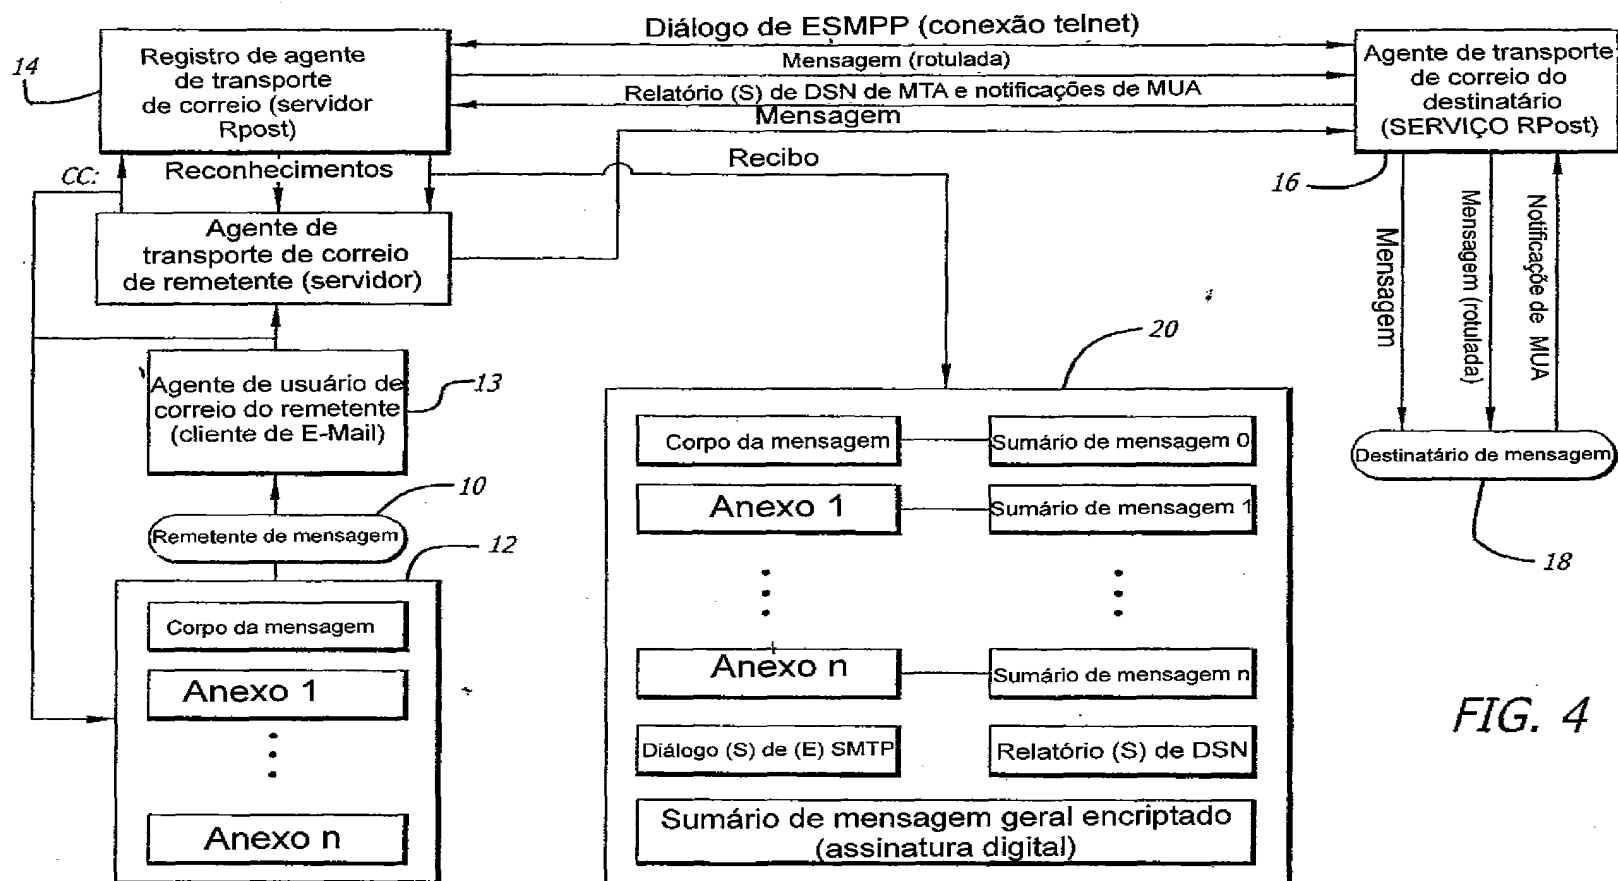 Diálogo de ESMPP (conexão telnet)
Mensagem (rotulada)
Relatório (S) de DSN de MTA e notificações de MUA
Mensagem
14
Registro de agente
de transporte
de correio (servidor
Rpost)
Agente de transporte
de correio do
destinatário
(SERVIÇO RPost)
16
CC:
Reconhecimentos
Recibo
Agente de
transporte de correio
de remetente (servidor)
Mensagem
Mensagem (rotulada)
Notificaçõe de MUA
Agente de usuário de
correio do remetente
(cliente de E-Mail)
13
10
Remetente de mensagem
12
Corpo da mensagem
Anexo 1
Anexo n
20
Corpo da mensagem
Sumário de mensagem 0
Anexo 1
Sumário de mensagem 1
Anexo n
Sumário de mensagem n
Diálogo (S) de (E) SMTP
Relatório (S) de DSN
Sumário de mensagem geral encriptado
(assinatura digital)
Destinatário de mensagem
18
FIG. 4